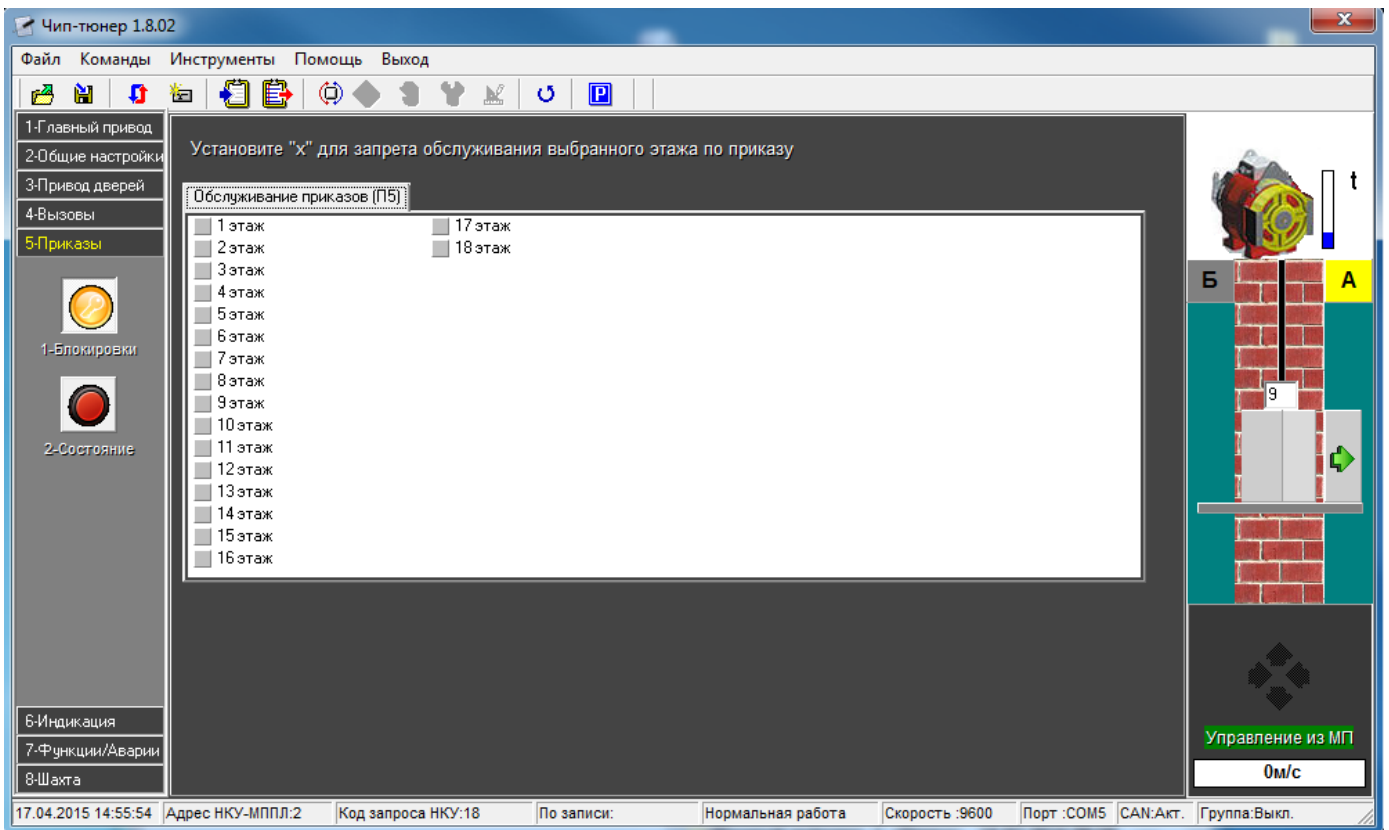 Чип-тюнер 1.8.02
Файл Команды Инструменты Помощь Выход
1-Главный привод
2-Общие настройки
3-Привод дверей
4-Вызовы
5-Приказы
1-Блокировки
2-Состояние
6-Индикация
7-Функции/Аварии
8-Шахта
Установите "x" для запрета обслуживания выбранного этажа по приказу
Обслуживание приказов (П5)
1 этаж
2 этаж
3 этаж
4 этаж
5 этаж
6 этаж
7 этаж
8 этаж
9 этаж
10 этаж
11 этаж
12 этаж
13 этаж
14 этаж
15 этаж
16 этаж
17 этаж
18 этаж
t
Б А
9
Управление из МП
0м/с
17.04.2015 14:55:54 Адрес НКУ-МППЛ:2 Код запроса НКУ:18 По записи: Нормальная работа Скорость :9600 Порт :COM5 CAN:Акт. Группа:Выкл.